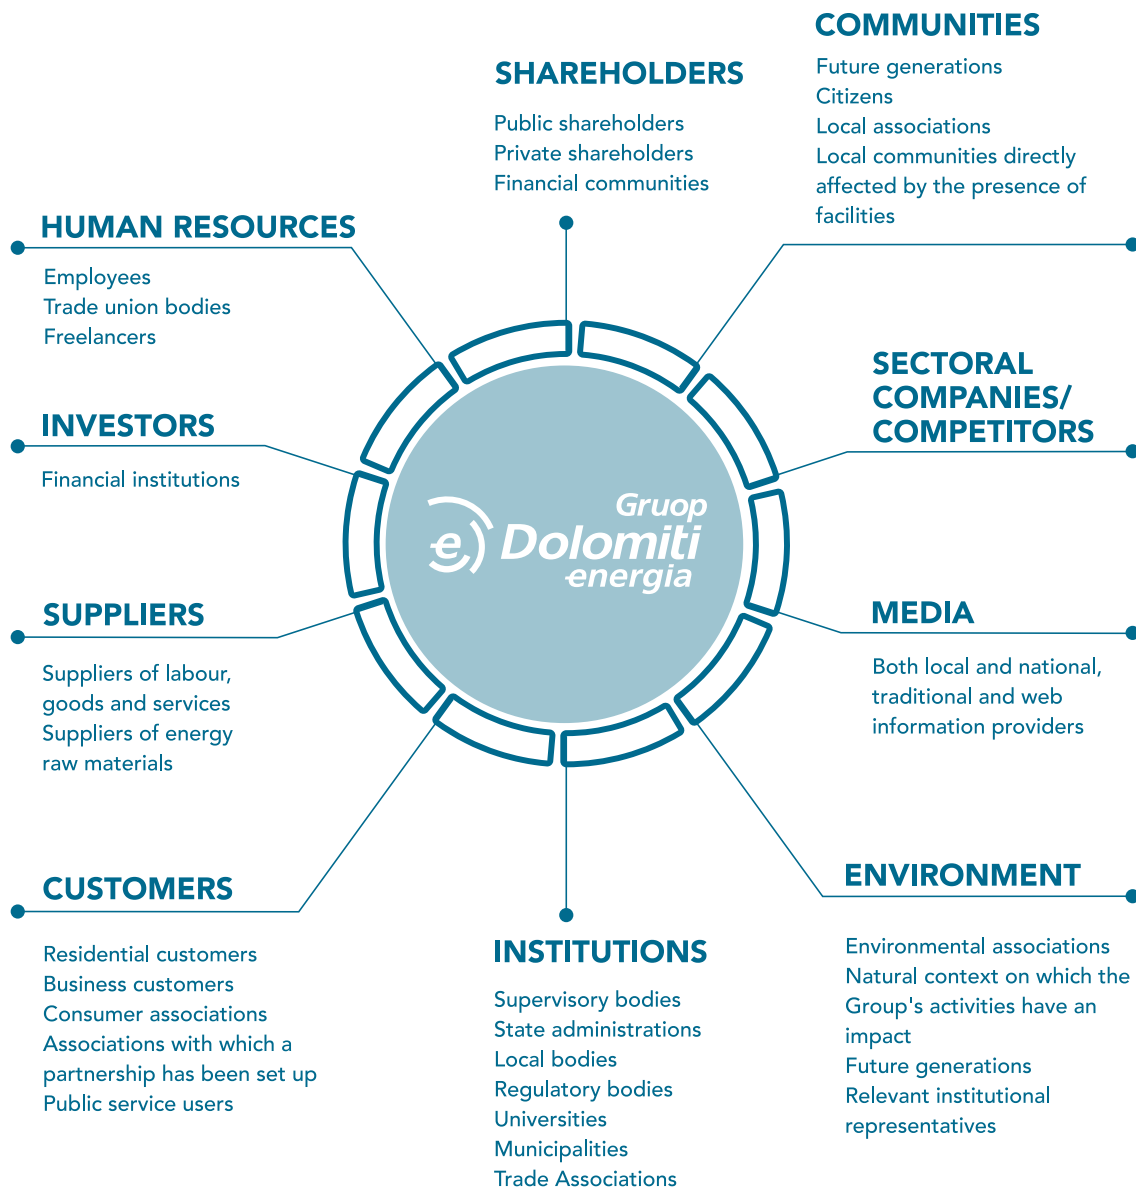 COMMUNITIES
Future generations
Citizens
Local associations
Local communities directly
affected by the presence of
facilities
SHAREHOLDERS
Public shareholders
Private shareholders
Financial communities
HUMAN RESOURCES
Employees
Trade union bodies
Freelancers
SECTORAL
COMPANIES/
COMPETITORS
INVESTORS
Financial institutions
Gruop
e Dolomiti
energia
SUPPLIERS
Suppliers of labour,
goods and services
Suppliers of energy
raw materials
MEDIA
Both local and national,
traditional and web
information providers
CUSTOMERS
Residential customers
Business customers
Consumer associations
Associations with which a
partnership has been set up
Public service users
INSTITUTIONS
Supervisory bodies
State administrations
Local bodies
Regulatory bodies
Universities
Municipalities
Trade Associations
ENVIRONMENT
Environmental associations
Natural context on which the
Group's activities have an
impact
Future generations
Relevant institutional
representatives